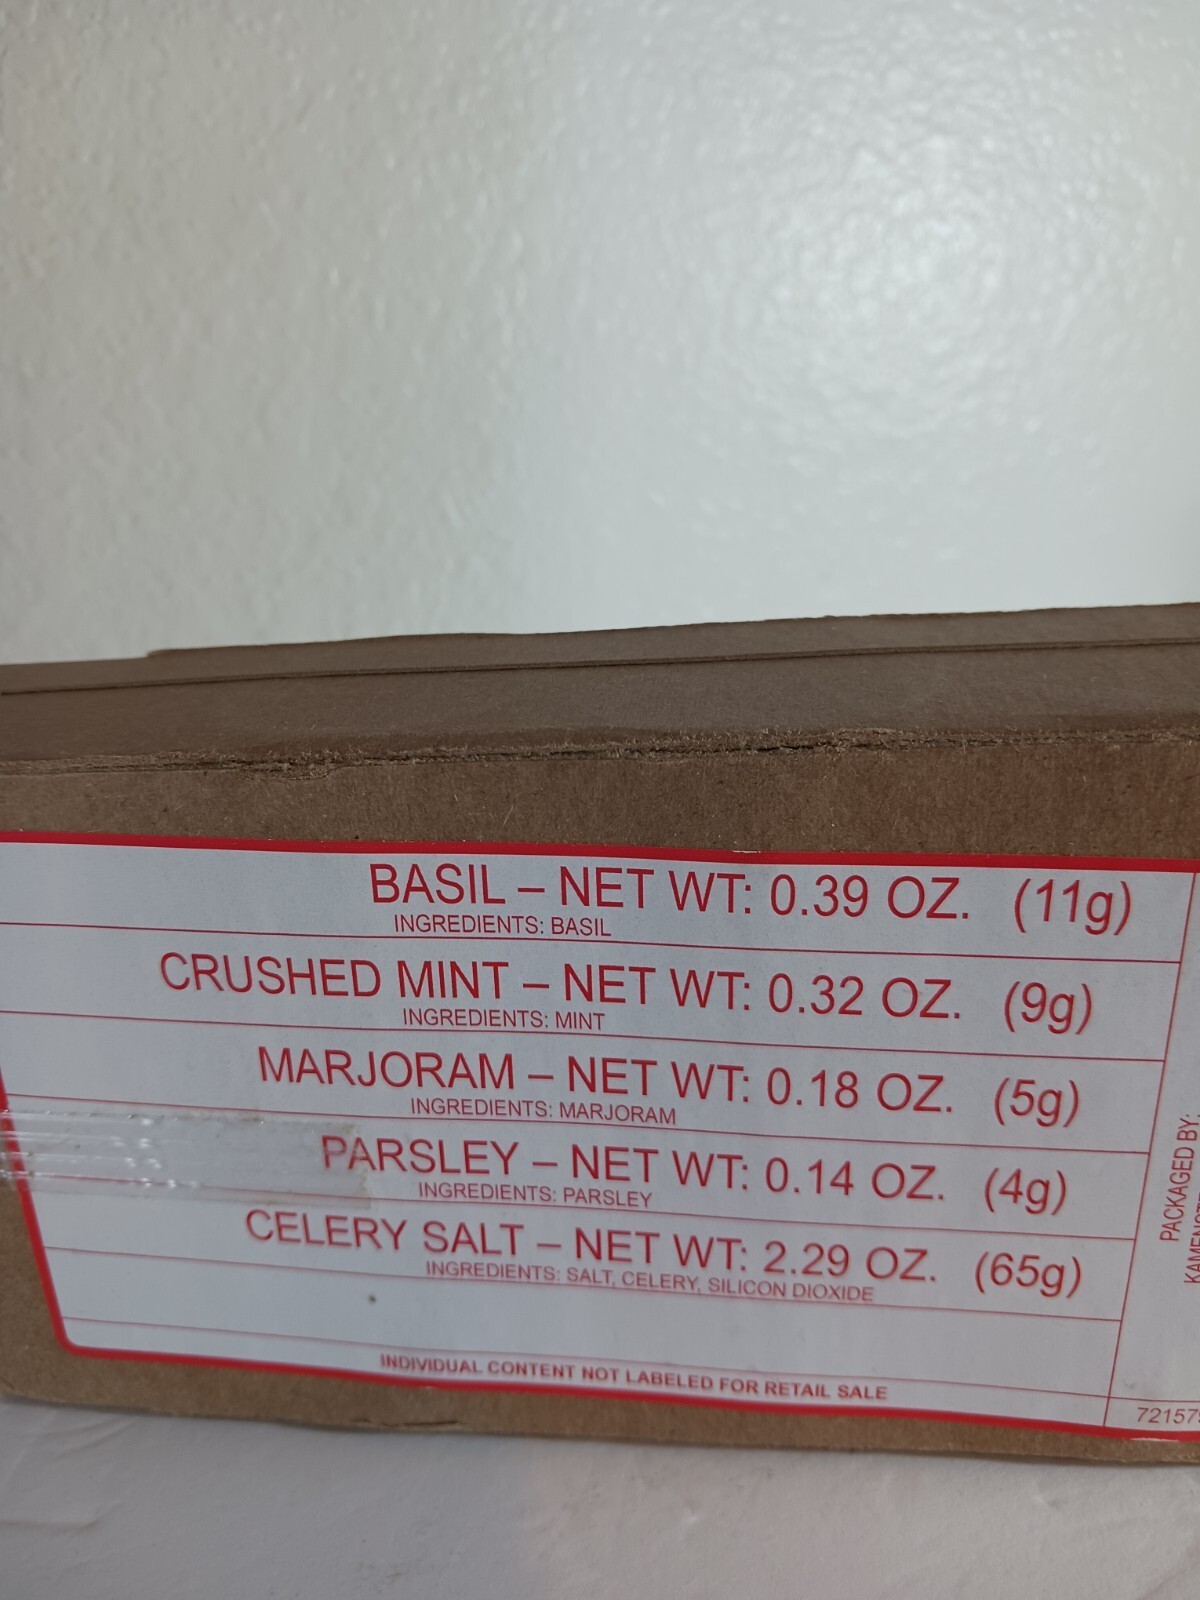 BASIL – NET WT: 0.39 OZ. (11g)
INGREDIENTS: BASIL
CRUSHED MINT – NET WT: 0.32 OZ. (9g)
INGREDIENTS: MINT
MARJORAM – NET WT: 0.18 OZ. (5g)
INGREDIENTS: MARJORAM
PARSLEY – NET WT: 0.14 OZ. (4g)
INGREDIENTS: PARSLEY
CELERY SALT – NET WT: 2.29 OZ. (65g)
INGREDIENTS: SALT, CELERY, SILICON DIOXIDE
INDIVIDUAL CONTENT NOT LABELED FOR RETAIL SALE
PACKAGED BY: